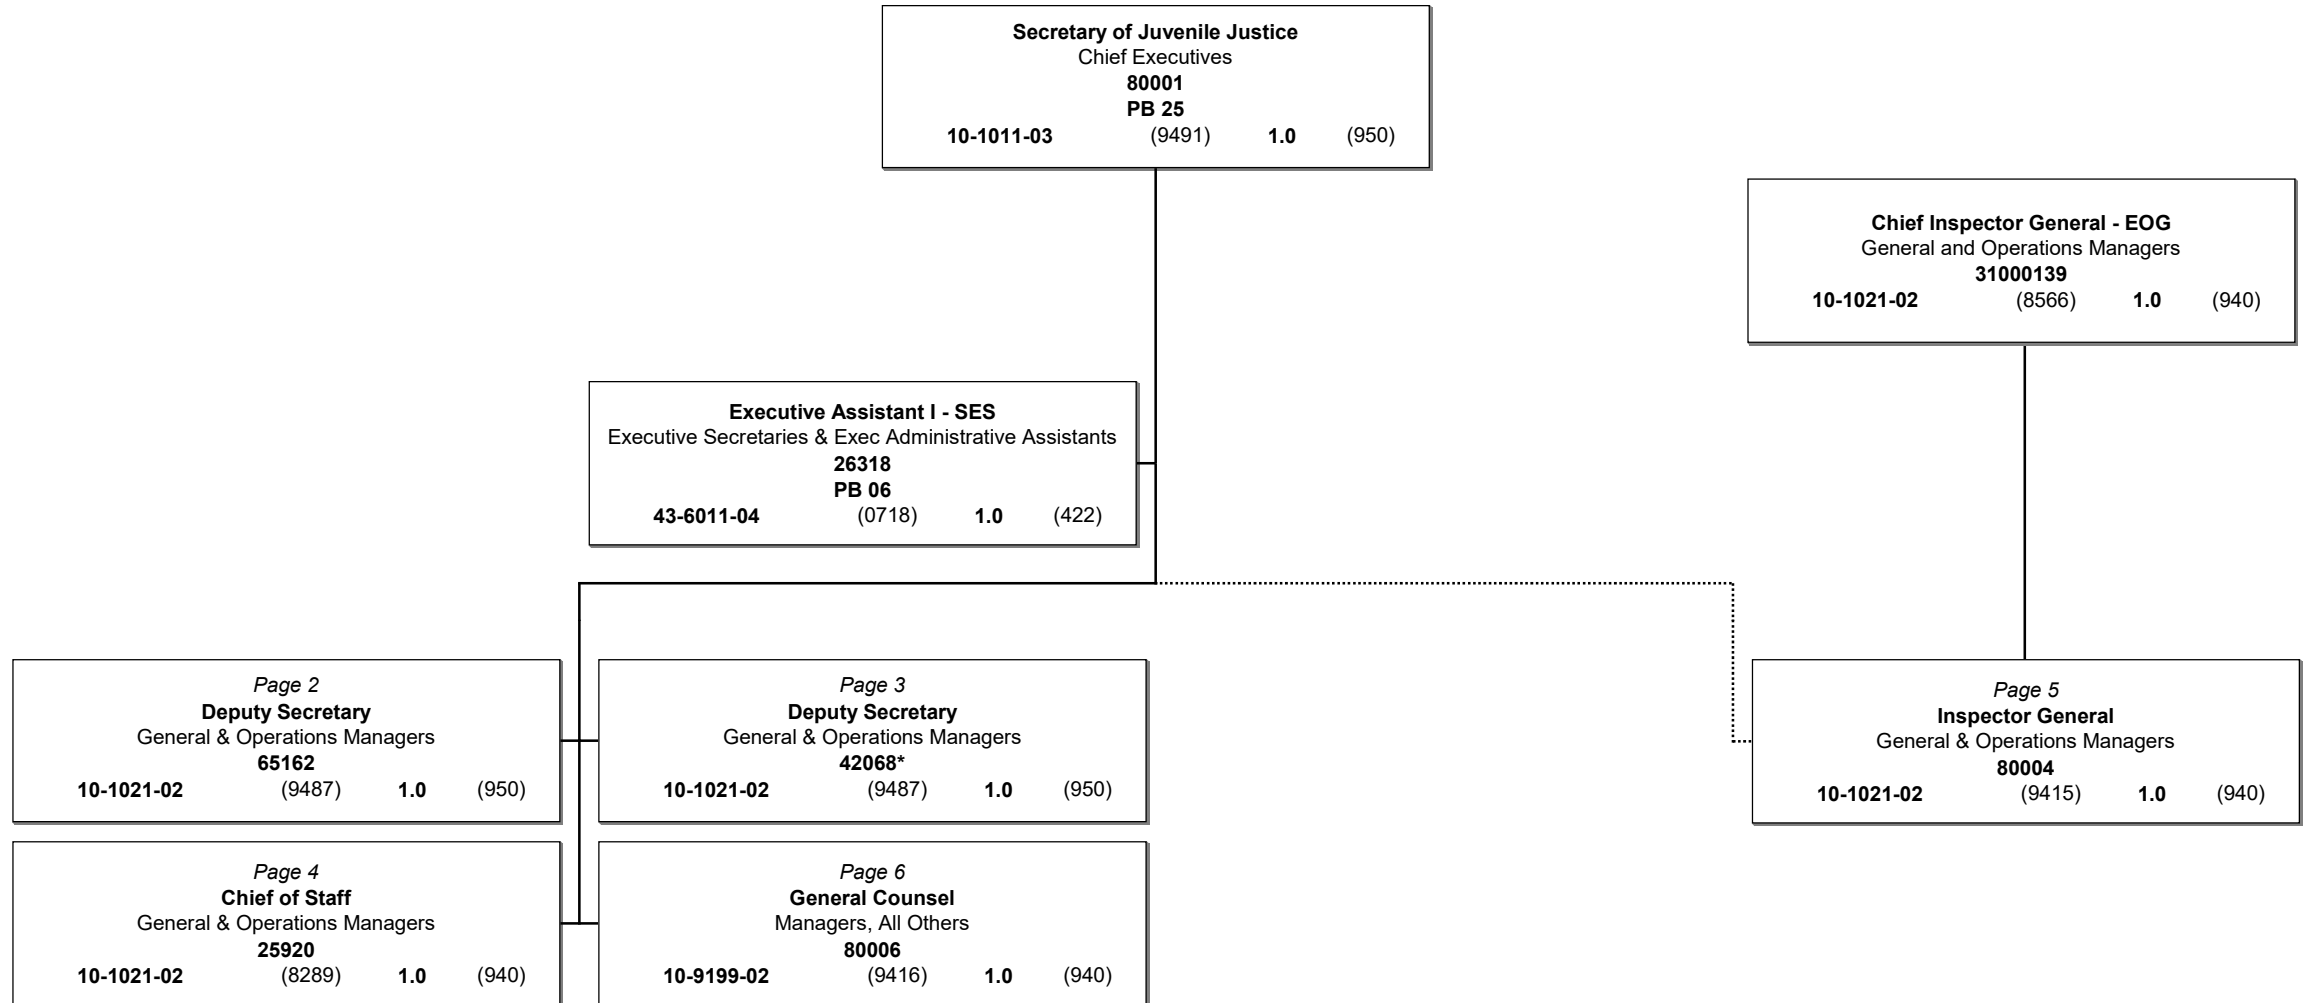 Secretary of Juvenile Justice
Chief Executives
80001
PB 25
10-1011-03 (9491) 1.0 (950)
Chief Inspector General - EOG
General and Operations Managers
31000139
10-1021-02 (8566) 1.0 (940)
Executive Assistant I - SES
Executive Secretaries & Exec Administrative Assistants
26318
PB 06
43-6011-04 (0718) 1.0 (422)
Page 2
Deputy Secretary
General & Operations Managers
65162
10-1021-02 (9487) 1.0 (950)
Page 3
Deputy Secretary
General & Operations Managers
42068*
10-1021-02 (9487) 1.0 (950)
Page 5
Inspector General
General & Operations Managers
80004
10-1021-02 (9415) 1.0 (940)
Page 4
Chief of Staff
General & Operations Managers
25920
10-1021-02 (8289) 1.0 (940)
Page 6
General Counsel
Managers, All Others
80006
10-9199-02 (9416) 1.0 (940)